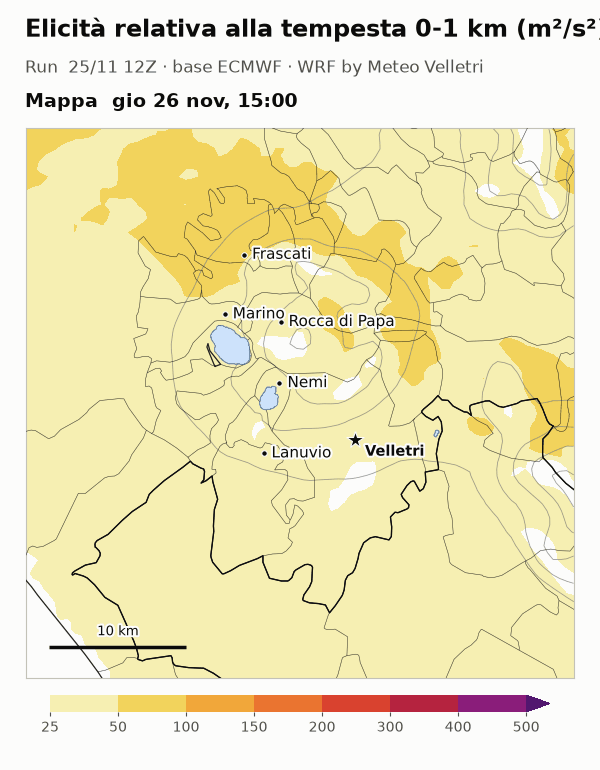 Elicità relativa alla tempesta 0-1 km (m²/s²)
Run 25/11 12Z · base ECMWF · WRF by Meteo Velletri
Mappa gio 26 nov, 15:00
Frascati
Marino
Rocca di Papa
Nemi
Velletri
Lanuvio
10 km
25 50 100 150 200 300 400 500